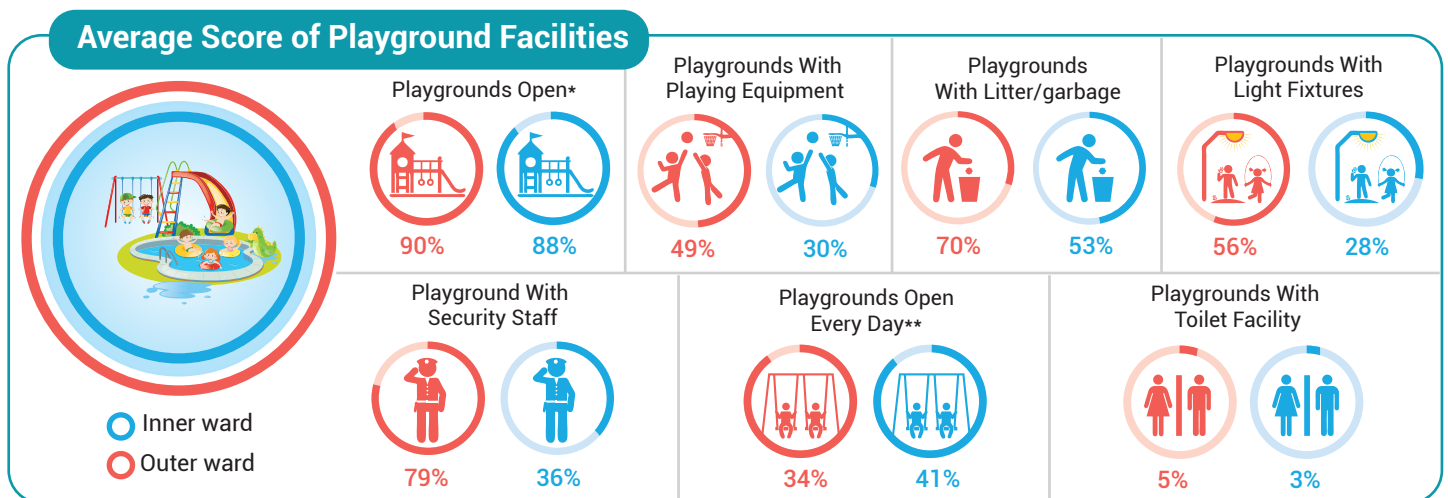 Average Score of Playground Facilities
Playgrounds Open*
90%
88%
Playgrounds With
Playing Equipment
49%
30%
Playgrounds
With Litter/garbage
70%
53%
Playgrounds With
Light Fixtures
56%
28%
Inner ward
Outer ward
Playground With
Security Staff
79%
36%
Playgrounds Open
Every Day**
34%
41%
Playgrounds With
Toilet Facility
5%
3%